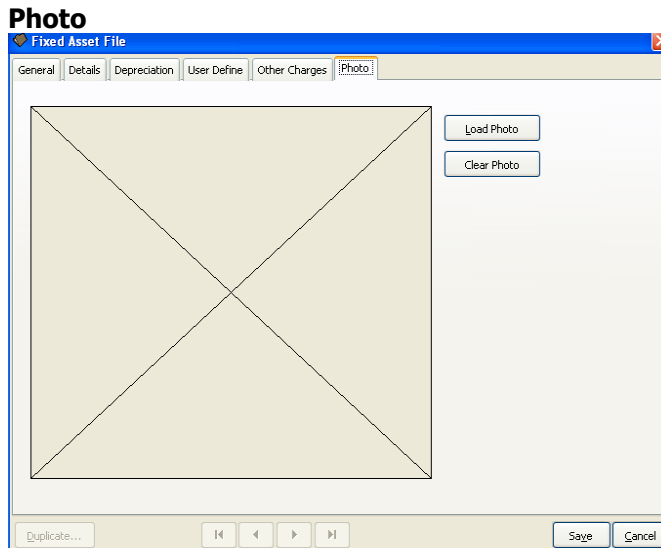 Photo
Fixed Asset File
General Details Depreciation User Define Other Charges Photo
Load Photo
Clear Photo
Duplicate... Save Cancel